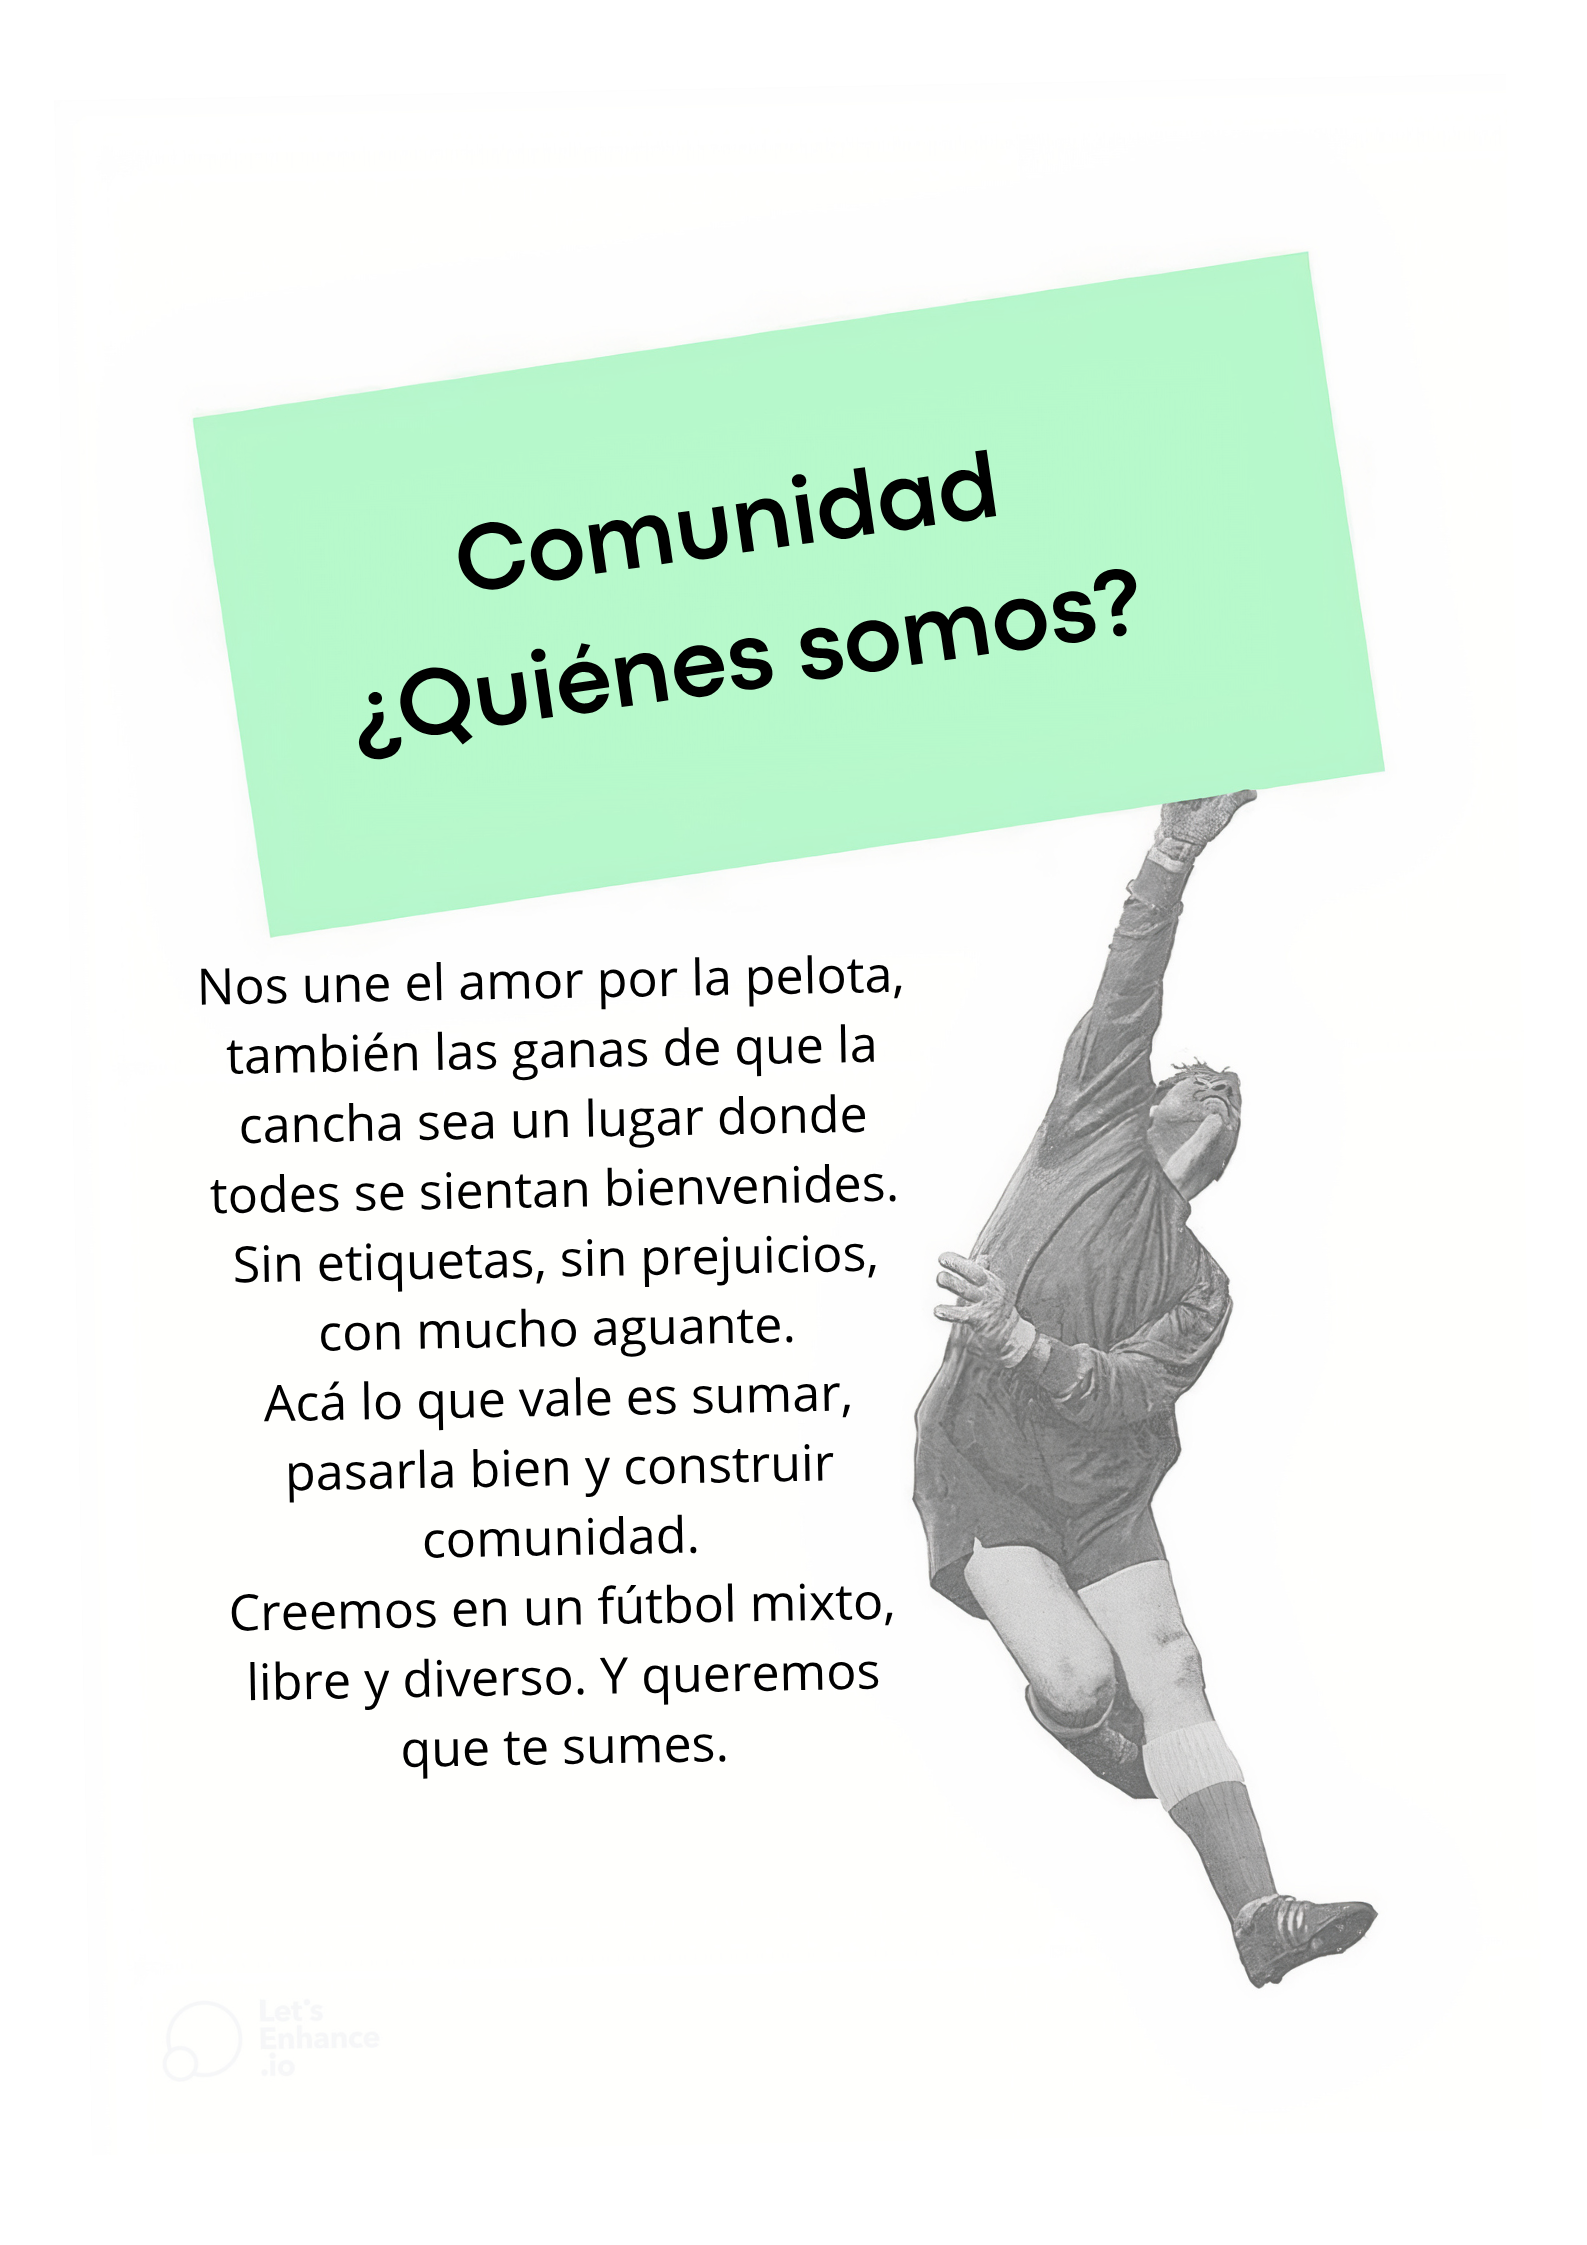 Comunidad
¿Quiénes somos?
Nos une el amor por la pelota,
también las ganas de que la
cancha sea un lugar donde
todes se sientan bienvenides.
Sin etiquetas, sin prejuicios,
con mucho aguante.
Acá lo que vale es sumar,
pasarla bien y construir
comunidad.
Creemos en un fútbol mixto,
libre y diverso. Y queremos
que te sumes.
Let's
Enhance
.io